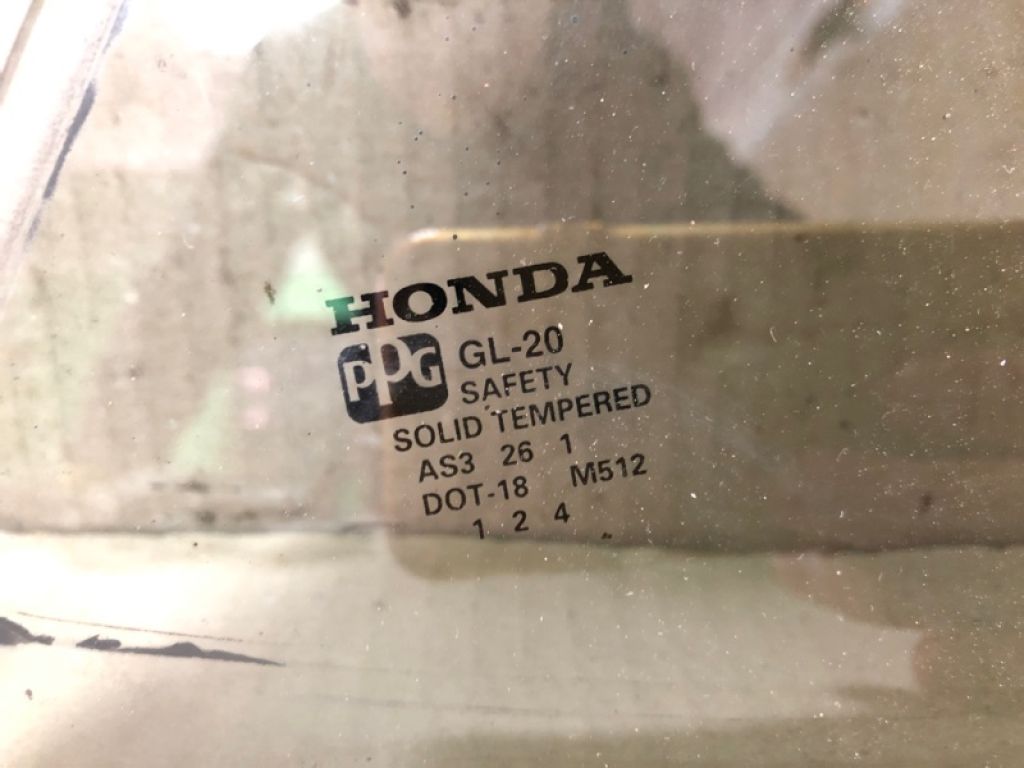 HONDA
PPG GL-20
SAFETY
SOLID TEMPERED
AS3 26 1
DOT-18 M512
1 2 4